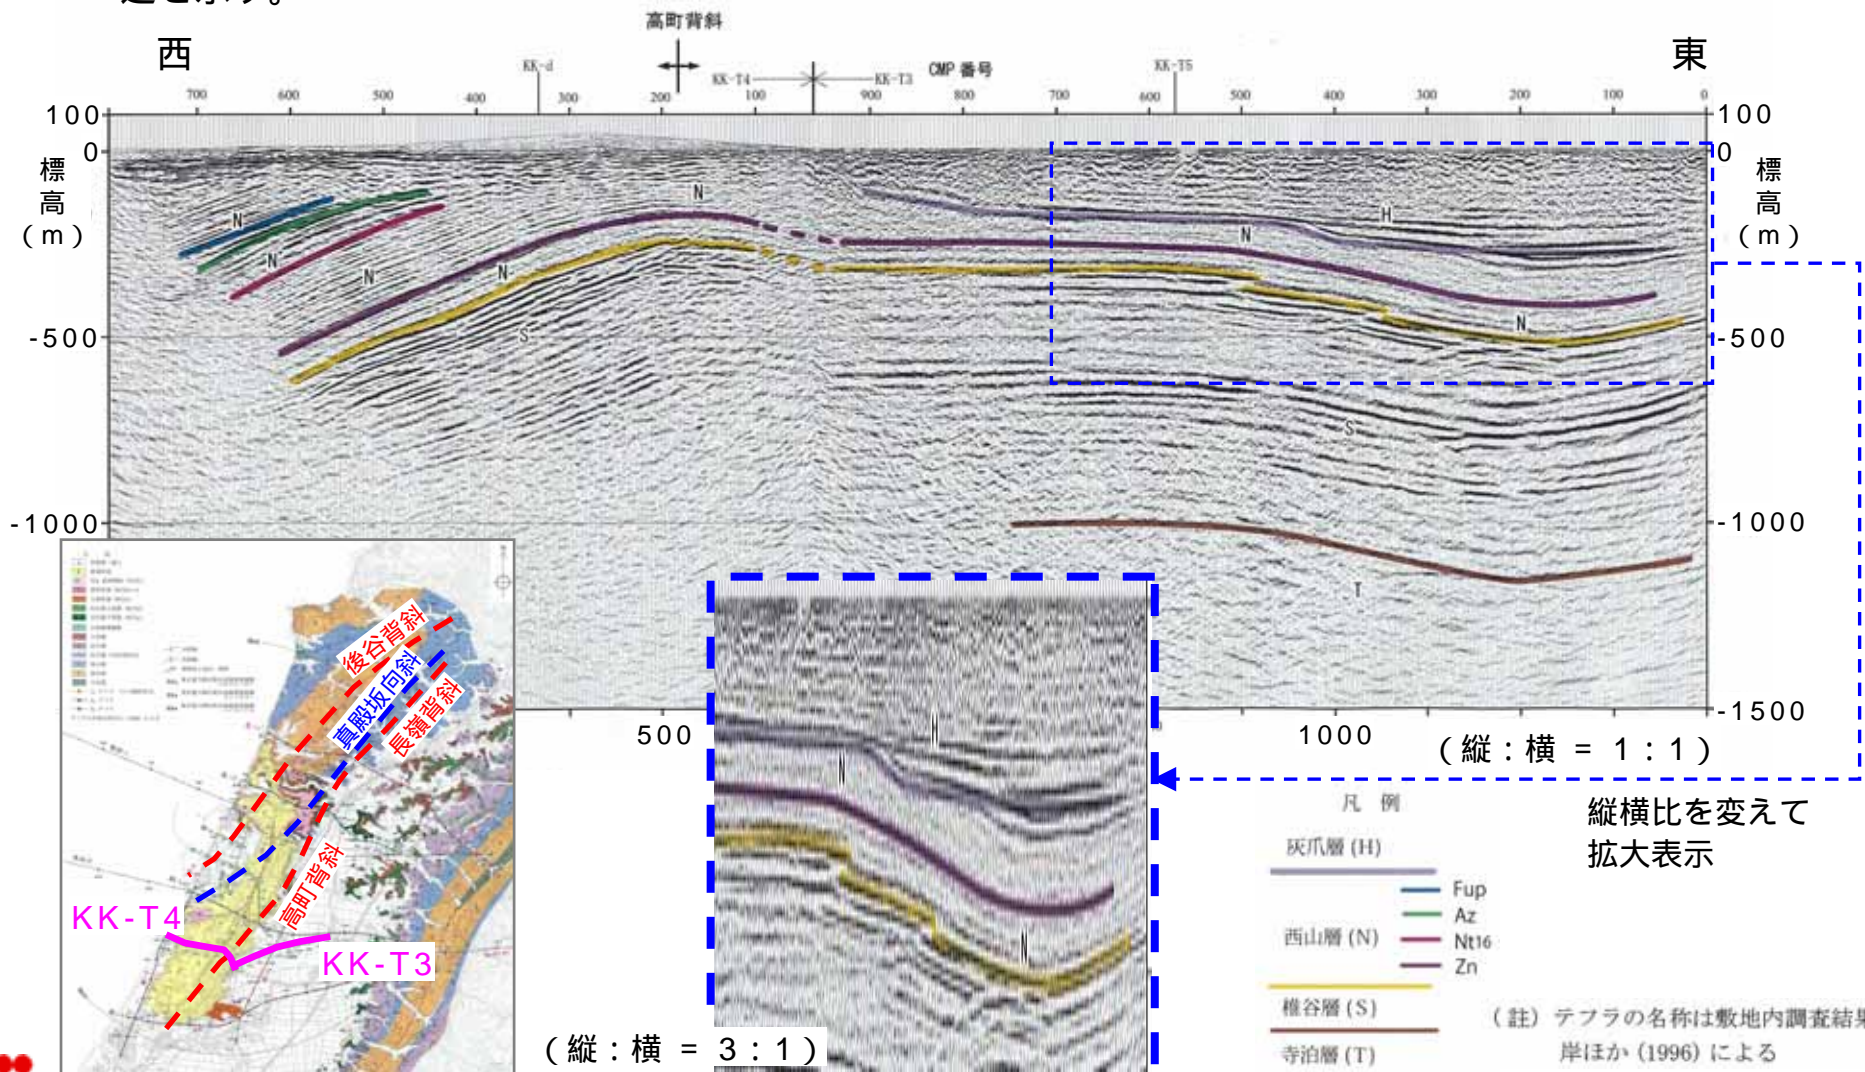 高町背斜
西
東
KK-d
KK-T4
KK-T3
CMP 番号
KK-T5
700 600 500 400 300 200 100 900 800 700 600 500 400 300 200 100 0
100
100
0
0
標高（m）
標高（m）
N
N
H
N
N
N
N
N
S
-500
-500
S
-1000
-1000
T
後谷背斜
真殿坂向斜
長嶺背斜
高町背斜
KK-T4
KK-T3
-1500
500
1000
（縦：横 = 1：1）
H
N
N
（縦：横 = 3：1）
縦横比を変えて
拡大表示
凡 例
灰爪層 (H)
Fup
Az
西山層 (N)
Nt16
Zn
椎谷層 (S)
寺泊層 (T)
（註）テフラの名称は敷地内調査結果
岸ほか (1996) による